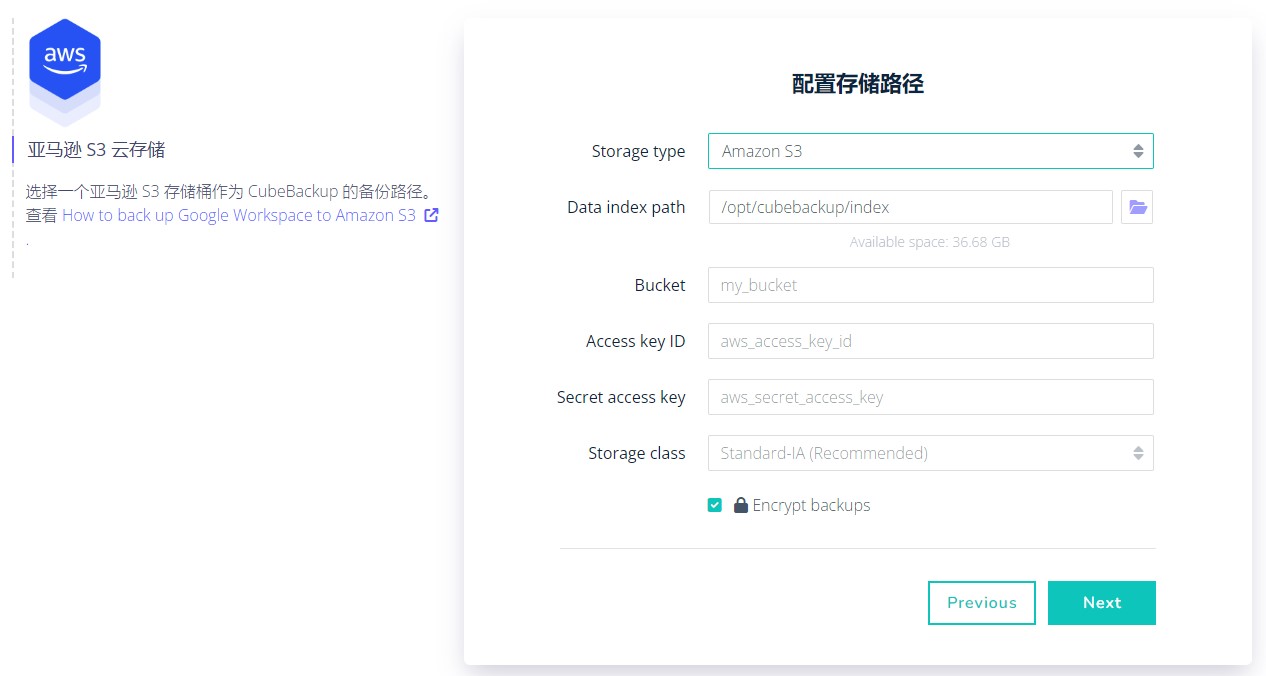 aws
亚马逊 S3 云存储
选择一个亚马逊 S3 存储桶作为 CubeBackup 的备份路径。
查看 How to back up Google Workspace to Amazon S3
.
配置存储路径
Storage type Amazon S3
Data index path /opt/cubebackup/index
Available space: 36.68 GB
Bucket my_bucket
Access key ID aws_access_key_id
Secret access key aws_secret_access_key
Storage class Standard-IA (Recommended)
Encrypt backups
Previous Next